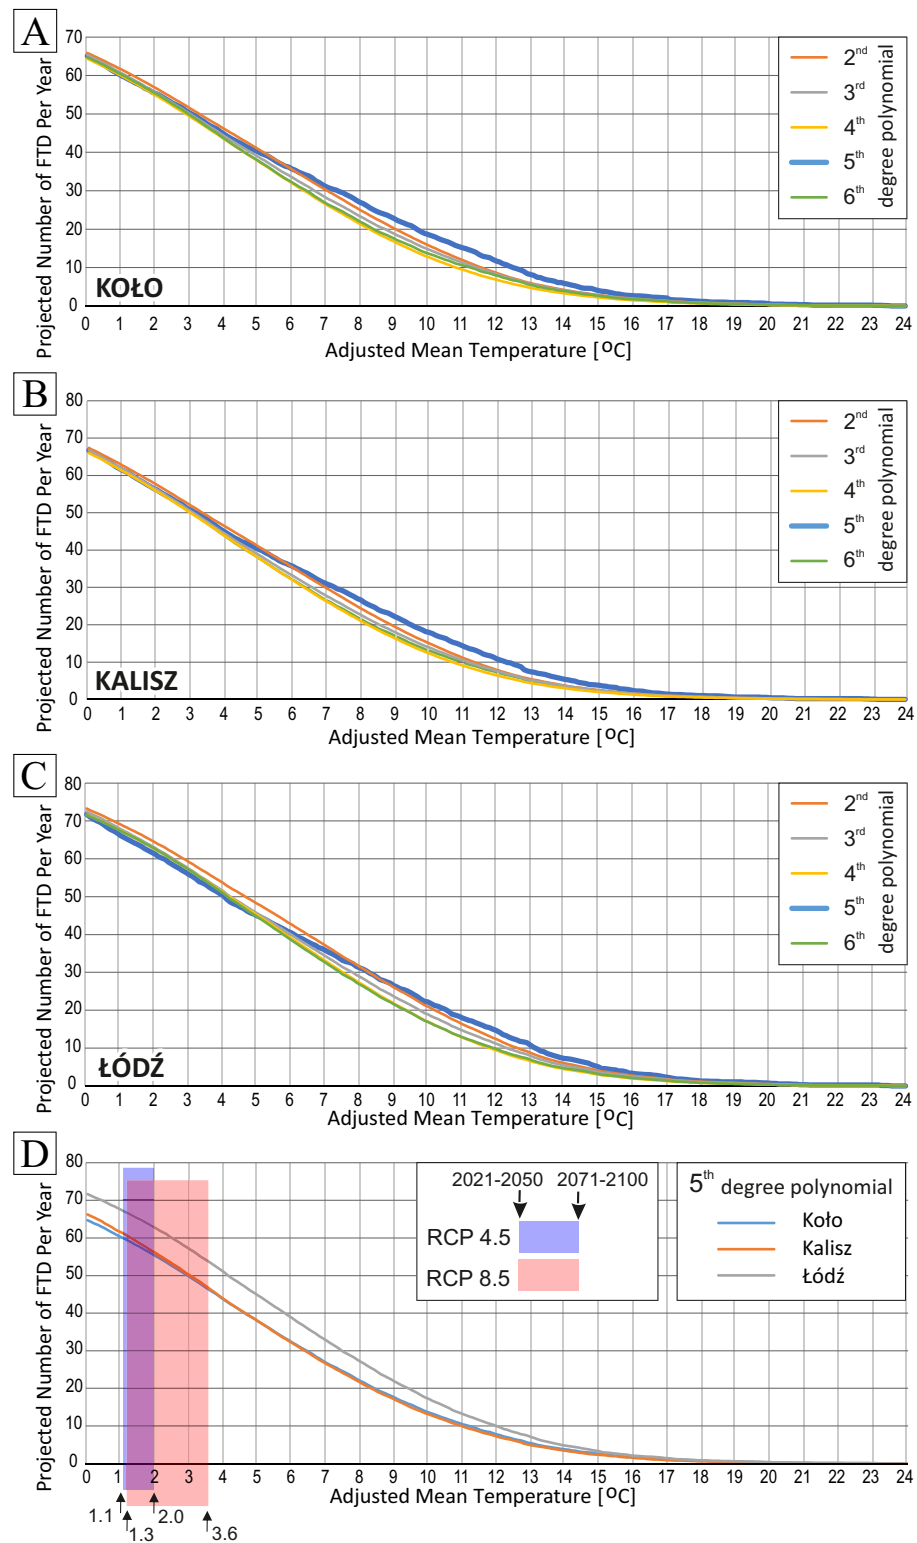 A
Projected Number of FTD Per Year
70
60
50
40
30
20
10
0
2nd
3rd
4th
5th
6th
degree polynomial
KOŁO
0 1 2 3 4 5 6 7 8 9 10 11 12 13 14 15 16 17 18 19 20 21 22 23 24
Adjusted Mean Temperature [ºC]
B
Projected Number of FTD Per Year
80
70
60
50
40
30
20
10
0
2nd
3rd
4th
5th
6th
degree polynomial
KALISZ
0 1 2 3 4 5 6 7 8 9 10 11 12 13 14 15 16 17 18 19 20 21 22 23 24
Adjusted Mean Temperature [ºC]
C
Projected Number of FTD Per Year
80
70
60
50
40
30
20
10
0
2nd
3rd
4th
5th
6th
degree polynomial
ŁÓDŹ
0 1 2 3 4 5 6 7 8 9 10 11 12 13 14 15 16 17 18 19 20 21 22 23 24
Adjusted Mean Temperature [ºC]
D
Projected Number of FTD Per Year
80
70
60
50
40
30
20
10
0
2021-2050 2071-2100
RCP 4.5
RCP 8.5
5th degree polynomial
Koło
Kalisz
Łódź
0 1 2 3 4 5 6 7 8 9 10 11 12 13 14 15 16 17 18 19 20 21 22 23 24
Adjusted Mean Temperature [ºC]
1.1 2.0
1.3 3.6